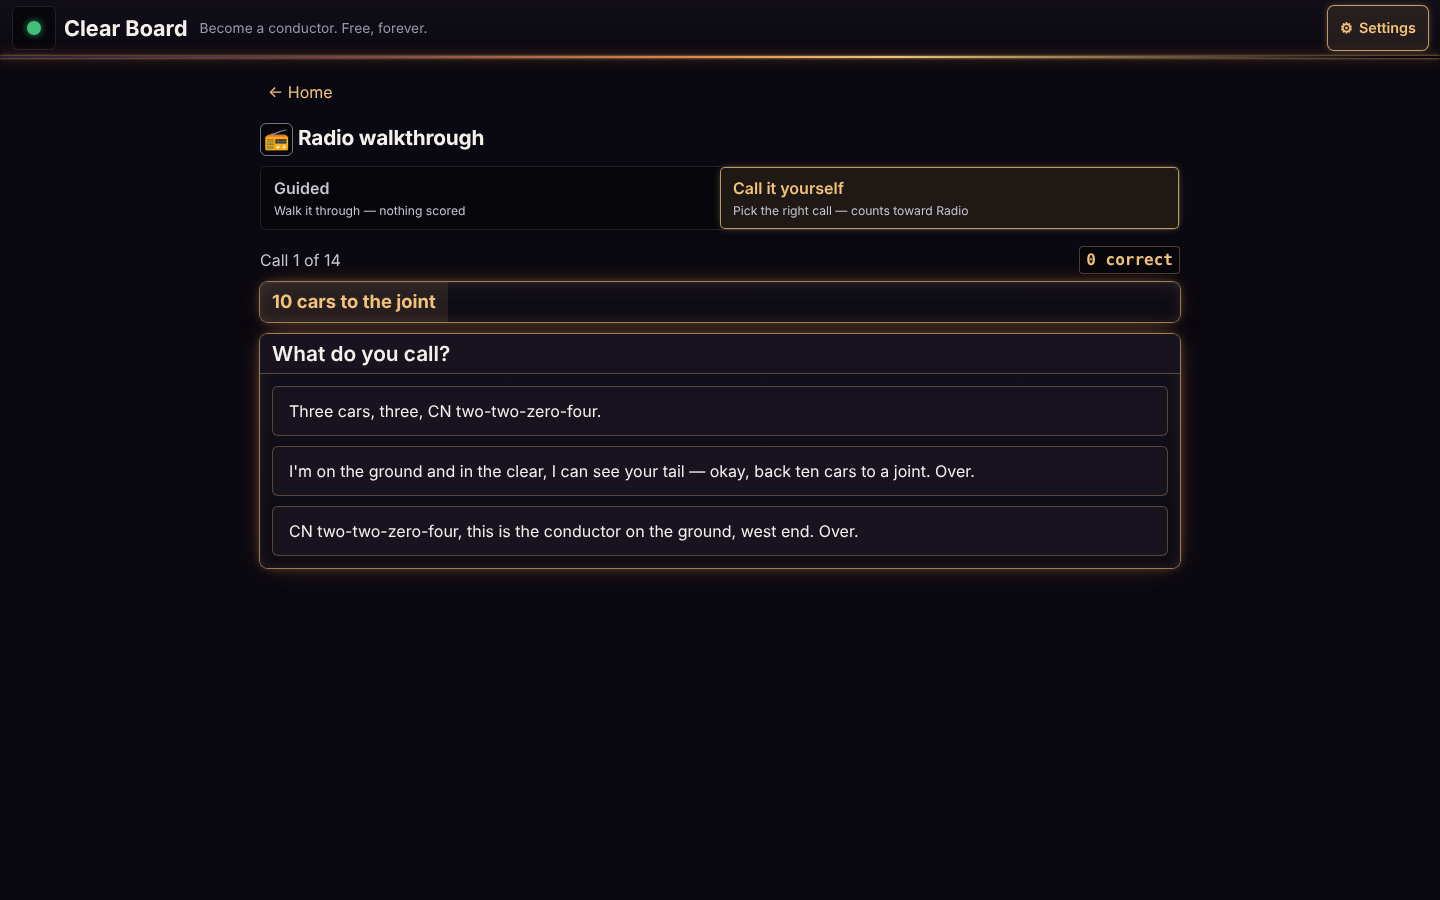 Clear Board
Become a conductor. Free, forever.
⚙ Settings
← Home
Radio walkthrough
Guided
Walk it through — nothing scored
Call it yourself
Pick the right call — counts toward Radio
Call 1 of 14
0 correct
10 cars to the joint
What do you call?
Three cars, three, CN two-two-zero-four.
I'm on the ground and in the clear, I can see your tail — okay, back ten cars to a joint. Over.
CN two-two-zero-four, this is the conductor on the ground, west end. Over.